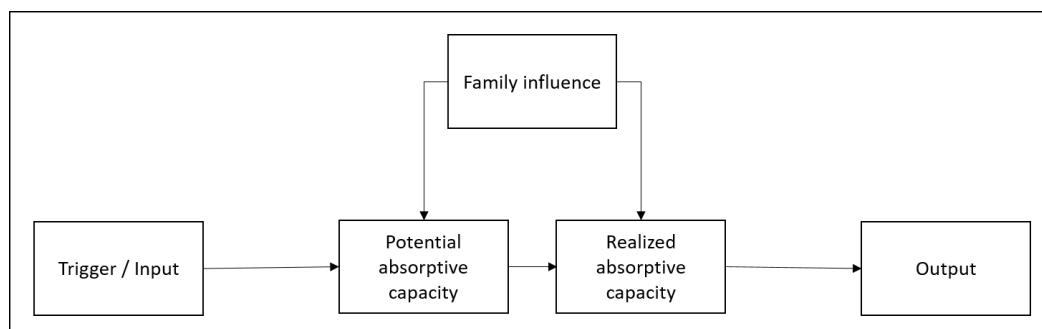 Family influence
Trigger / Input
Potential
absorptive
capacity
Realized
absorptive
capacity
Output